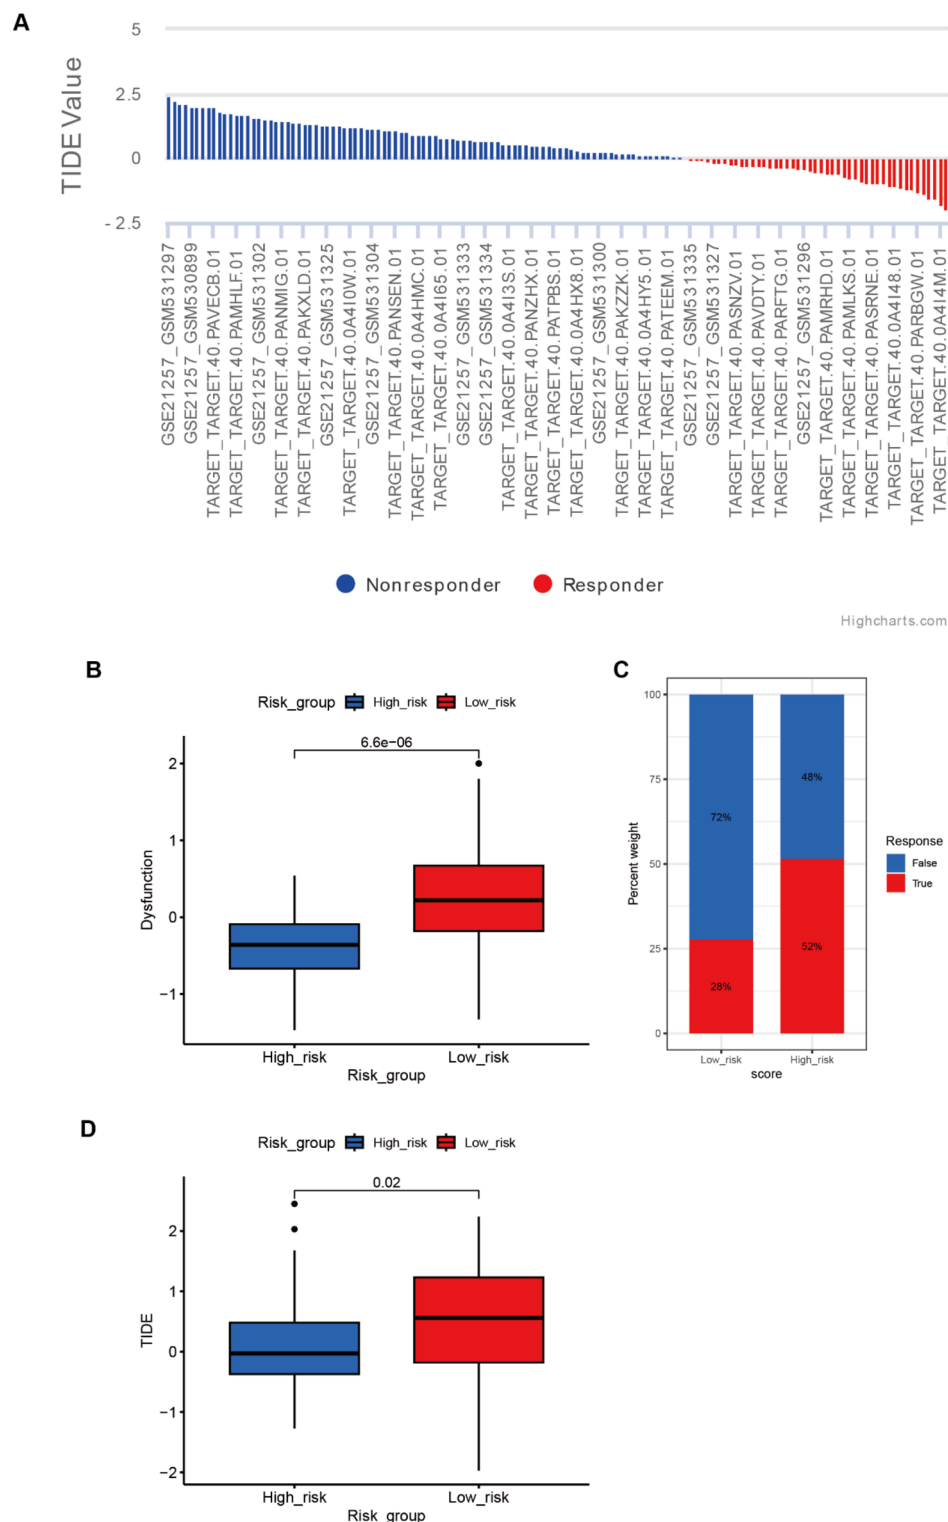 A
5
2.5
0
- 2.5
TIDE Value
GSE21257_GSM531297
GSE21257_GSM530899
TARGET_TARGET.40.PAVECB.01
TARGET_TARGET.40.PAMHLF.01
GSE21257_GSM531302
TARGET_TARGET.40.PANMIG.01
TARGET_TARGET.40.PAKXLD.01
GSE21257_GSM531325
TARGET_TARGET.40.0A4I0W.01
GSE21257_GSM531304
TARGET_TARGET.40.PANSEN.01
TARGET_TARGET.40.0A4HMC.01
TARGET_TARGET.40.0A4I65.01
GSE21257_GSM531333
GSE21257_GSM531334
TARGET_TARGET.40.0A4I3S.01
TARGET_TARGET.40.PANZHX.01
TARGET_TARGET.40.PATPBS.01
TARGET_TARGET.40.0A4HX8.01
GSE21257_GSM531300
TARGET_TARGET.40.PAKZZK.01
TARGET_TARGET.40.0A4HY5.01
TARGET_TARGET.40.PATEEM.01
GSE21257_GSM531335
GSE21257_GSM531327
TARGET_TARGET.40.PASNZV.01
TARGET_TARGET.40.PAVDTY.01
TARGET_TARGET.40.PARFTG.01
GSE21257_GSM531296
TARGET_TARGET.40.PAMRHD.01
TARGET_TARGET.40.PAMLKS.01
TARGET_TARGET.40.PASRNE.01
TARGET_TARGET.40.0A4I48.01
TARGET_TARGET.40.PARBGW.01
TARGET_TARGET.40.0A4I4M.01
Nonresponder Responder
Highcharts.com
B
Risk_group High_risk Low_risk
6.6e−06
2
1
0
−1
Dysfunction
High_risk Low_risk
Risk_group
C
100
75
50
25
0
Percent weight
72%
28%
48%
52%
Low_risk High_risk
score
Response
False
True
D
Risk_group High_risk Low_risk
0.02
2
1
0
−1
−2
TIDE
High_risk Low_risk
Risk_group